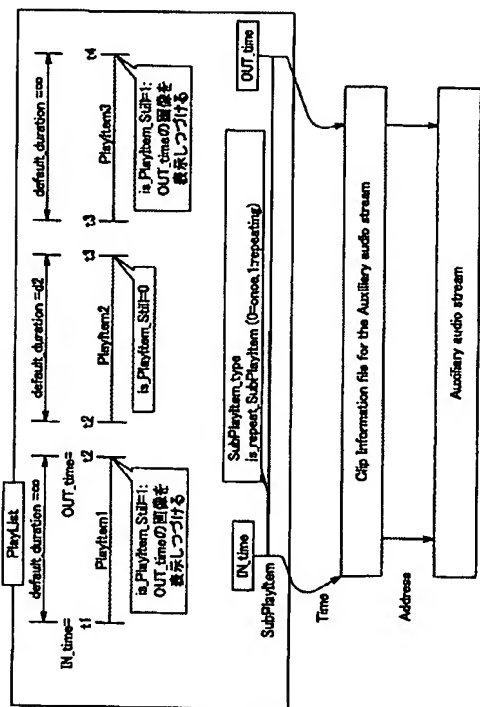 PlayList
default_duration =∞
default_duration =d2
default_duration =∞
IN_time=
OUT_time=
t1
PlayItem1
t2
t2
PlayItem2
t3
t3
PlayItem3
t4
is_PlayItem_Still=1:
OUT_timeの画像を
表示しつづける
is_PlayItem_Still=0
is_PlayItem_Still=1:
OUT_timeの画像を
表示しつづける
SubPlayItem_type
is_repeat_SubPlayItem (0=once,1:repeating)
IN_time
OUT_time
SubPlayItem
Time
Clip Information file for the Auxiliary audio stream
Address
Auxiliary audio stream